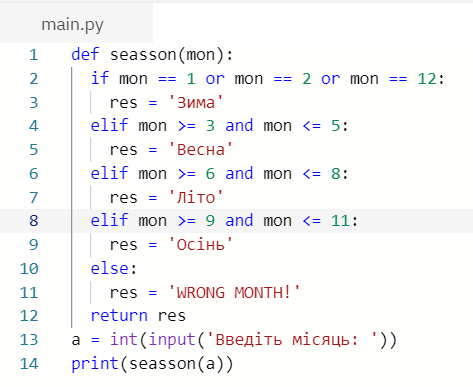 main.py
1 def seasson(mon):
2 if mon == 1 or mon == 2 or mon == 12:
3 res = 'Зима'
4 elif mon >= 3 and mon <= 5:
5 res = 'Весна'
6 elif mon >= 6 and mon <= 8:
7 res = 'Літо'
8 elif mon >= 9 and mon <= 11:
9 res = 'Осінь'
10 else:
11 res = 'WRONG MONTH!'
12 return res
13 a = int(input('Введіть місяць: '))
14 print(seasson(a))